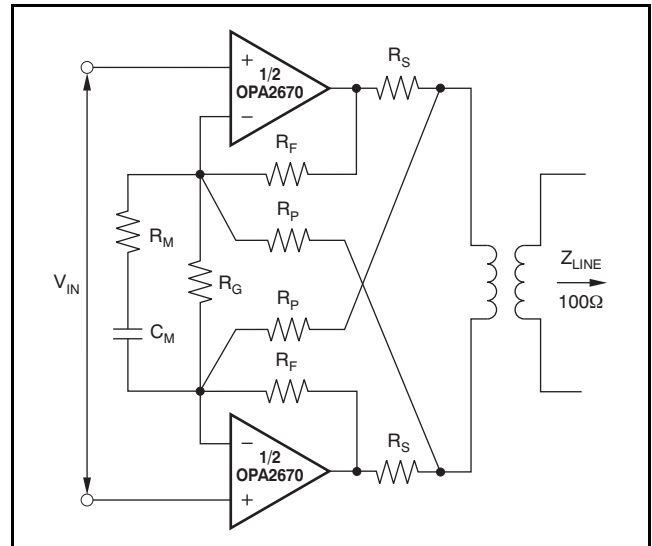 +
1/2
OPA2670
−
R_S
R_F
R_P
R_M
V_IN
R_G
C_M
R_P
R_F
Z_LINE
100Ω
−
1/2
OPA2670
+
R_S